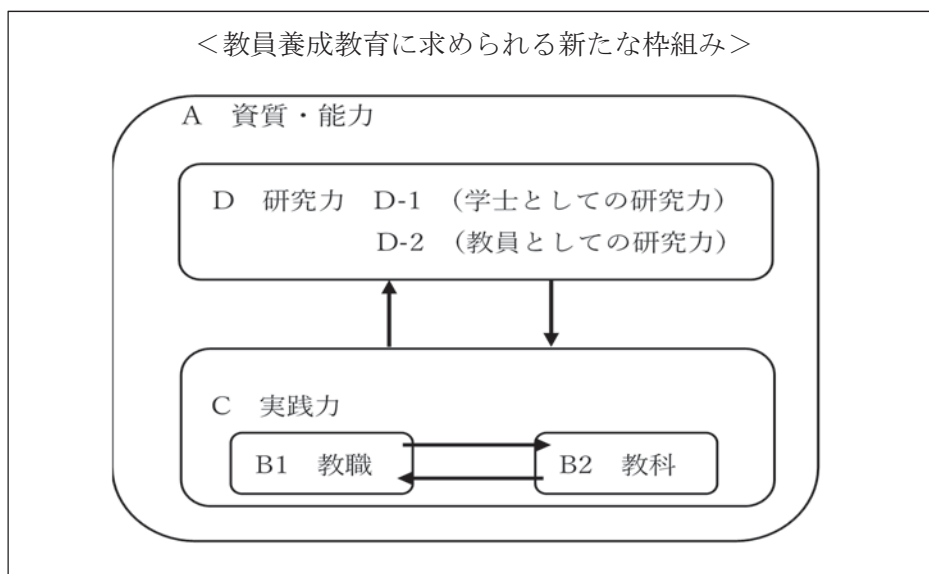 ＜教員養成教育に求められる新たな枠組み＞
A 資質・能力
D 研究力 D-1 （学士としての研究力）
D-2 （教員としての研究力）
C 実践力
B1 教職
B2 教科